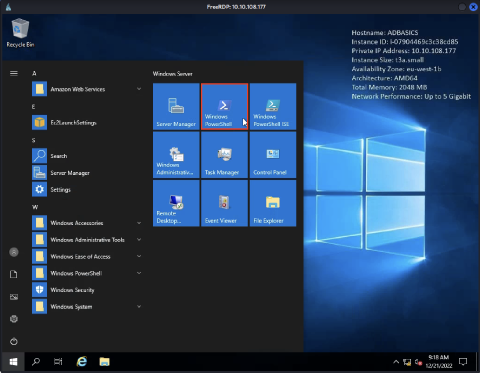 FreeRDP: 10.10.108.177
Recycle Bin
Hostname: ADBASICS
Instance ID: i-07904469c3c38cd85
Private IP Address: 10.10.108.177
Instance Size: t3a.small
Availability Zone: eu-west-1b
Architecture: AMD64
Total Memory: 2048 MB
Network Performance: Up to 5 Gigabit
A
Amazon Web Services
E
Ec2LaunchSettings
S
Search
Server Manager
Settings
W
Windows Accessories
Windows Administrative Tools
Windows Ease of Access
Windows PowerShell
Windows Security
Windows System
Windows Server
Server Manager
Windows PowerShell
Windows PowerShell ISE
Windows Administrativ...
Task Manager
Control Panel
Remote Desktop...
Event Viewer
File Explorer
9:18 AM
12/21/2022